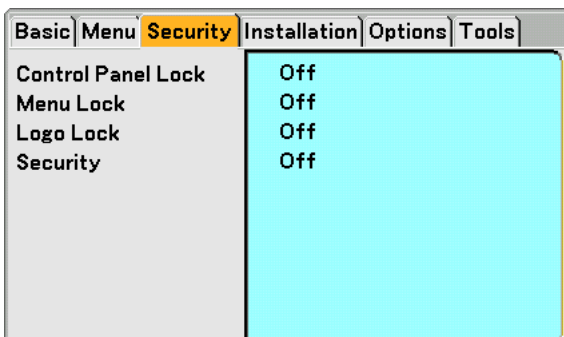 Basic Menu Security Installation Options Tools
Control Panel Lock Off
Menu Lock Off
Logo Lock Off
Security Off